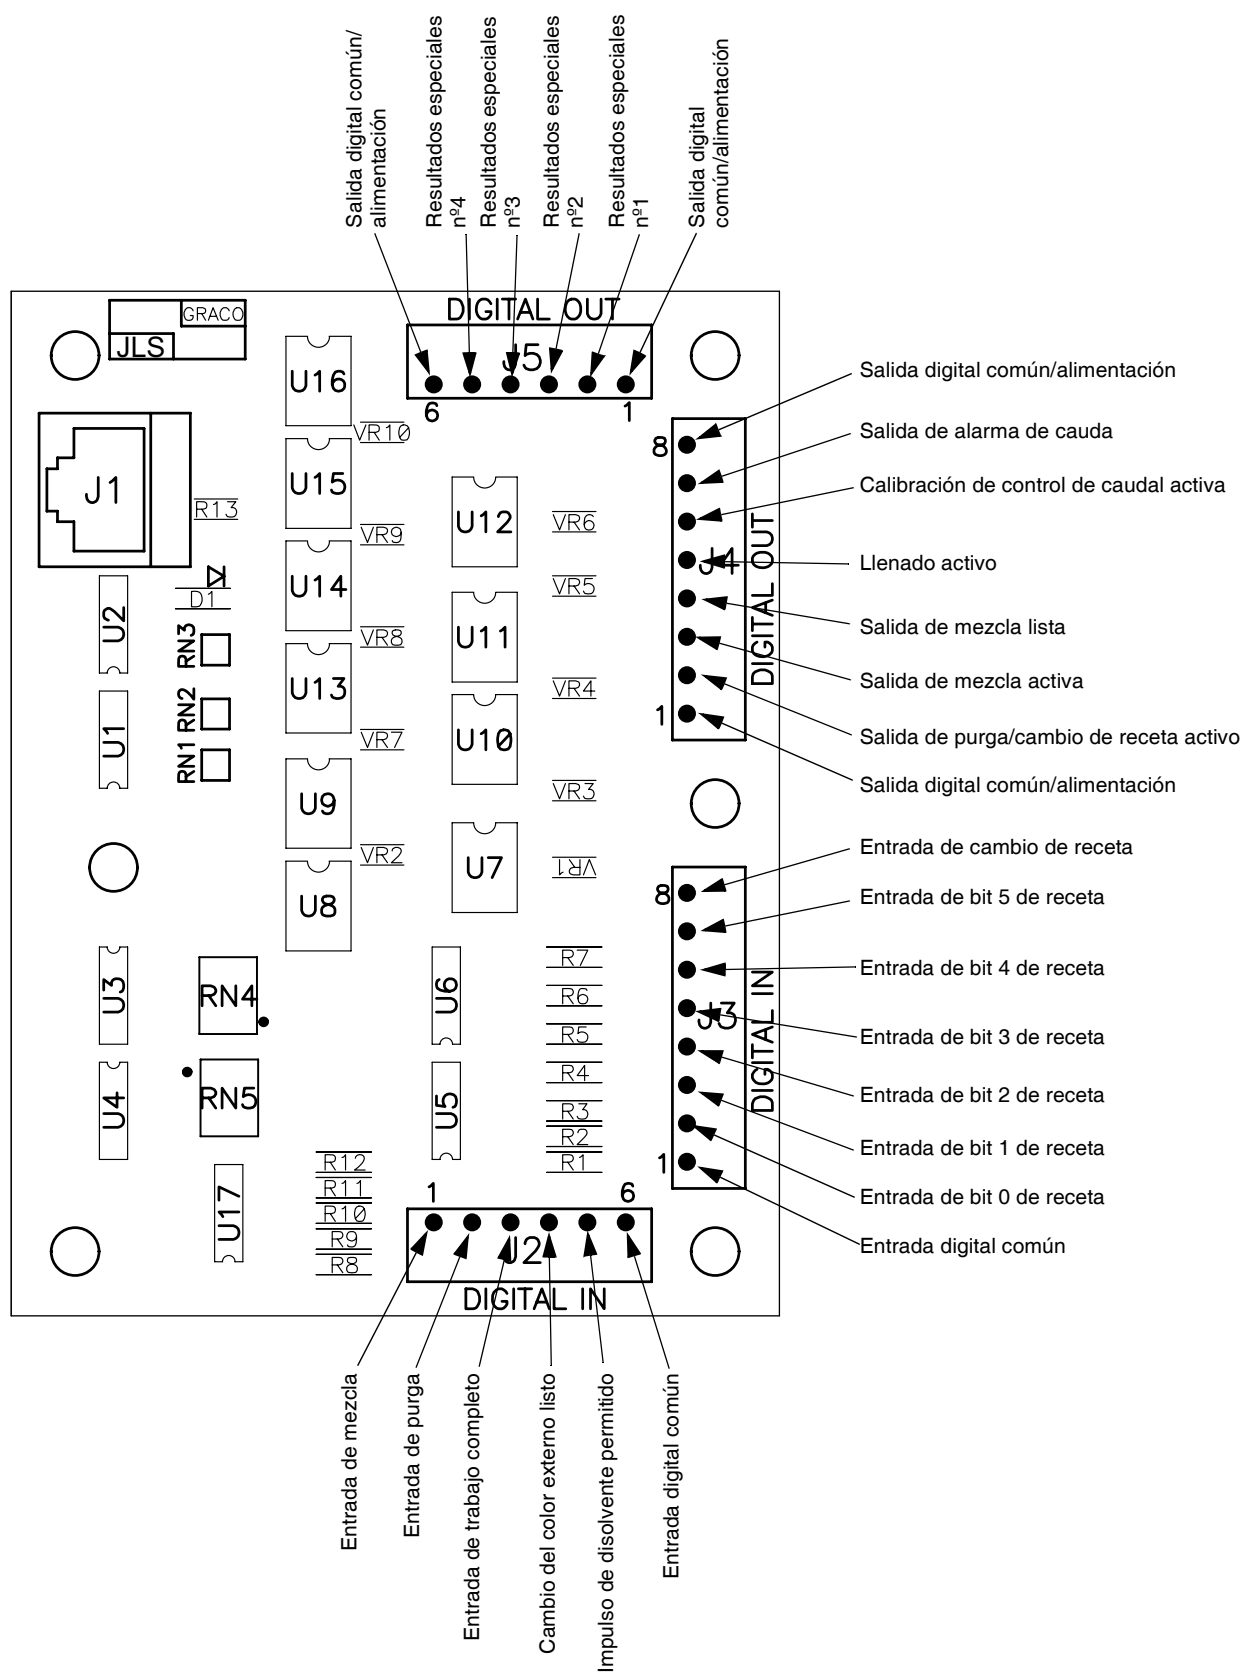 Salida digital común/
alimentación
Resultados especiales
nº4
Resultados especiales
nº3
Resultados especiales
nº2
Resultados especiales
nº1
Salida digital
común/alimentación
DIGITAL OUT
J5
6
1
GRACO
JLS
J1
R13
D1
U2
RN3
U1
RN2
RN1
U16
VR10
U15
VR9
U14
VR8
U13
VR7
U9
VR2
U8
U12
VR6
VR5
U11
VR4
U10
VR3
U7
VR1
8
J4
DIGITAL OUT
1
Salida digital común/alimentación
Salida de alarma de cauda
Calibración de control de caudal activa
Llenado activo
Salida de mezcla lista
Salida de mezcla activa
Salida de purga/cambio de receta activo
Salida digital común/alimentación
8
J3
DIGITAL IN
1
Entrada de cambio de receta
Entrada de bit 5 de receta
Entrada de bit 4 de receta
Entrada de bit 3 de receta
Entrada de bit 2 de receta
Entrada de bit 1 de receta
Entrada de bit 0 de receta
Entrada digital común
U3
RN4
U4
RN5
U17
U6
U5
R7
R6
R5
R4
R3
R2
R1
R12
R11
R10
R9
R8
1
6
J2
DIGITAL IN
Entrada de mezcla
Entrada de purga
Entrada de trabajo completo
Cambio del color externo listo
Impulso de disolvente permitido
Entrada digital común